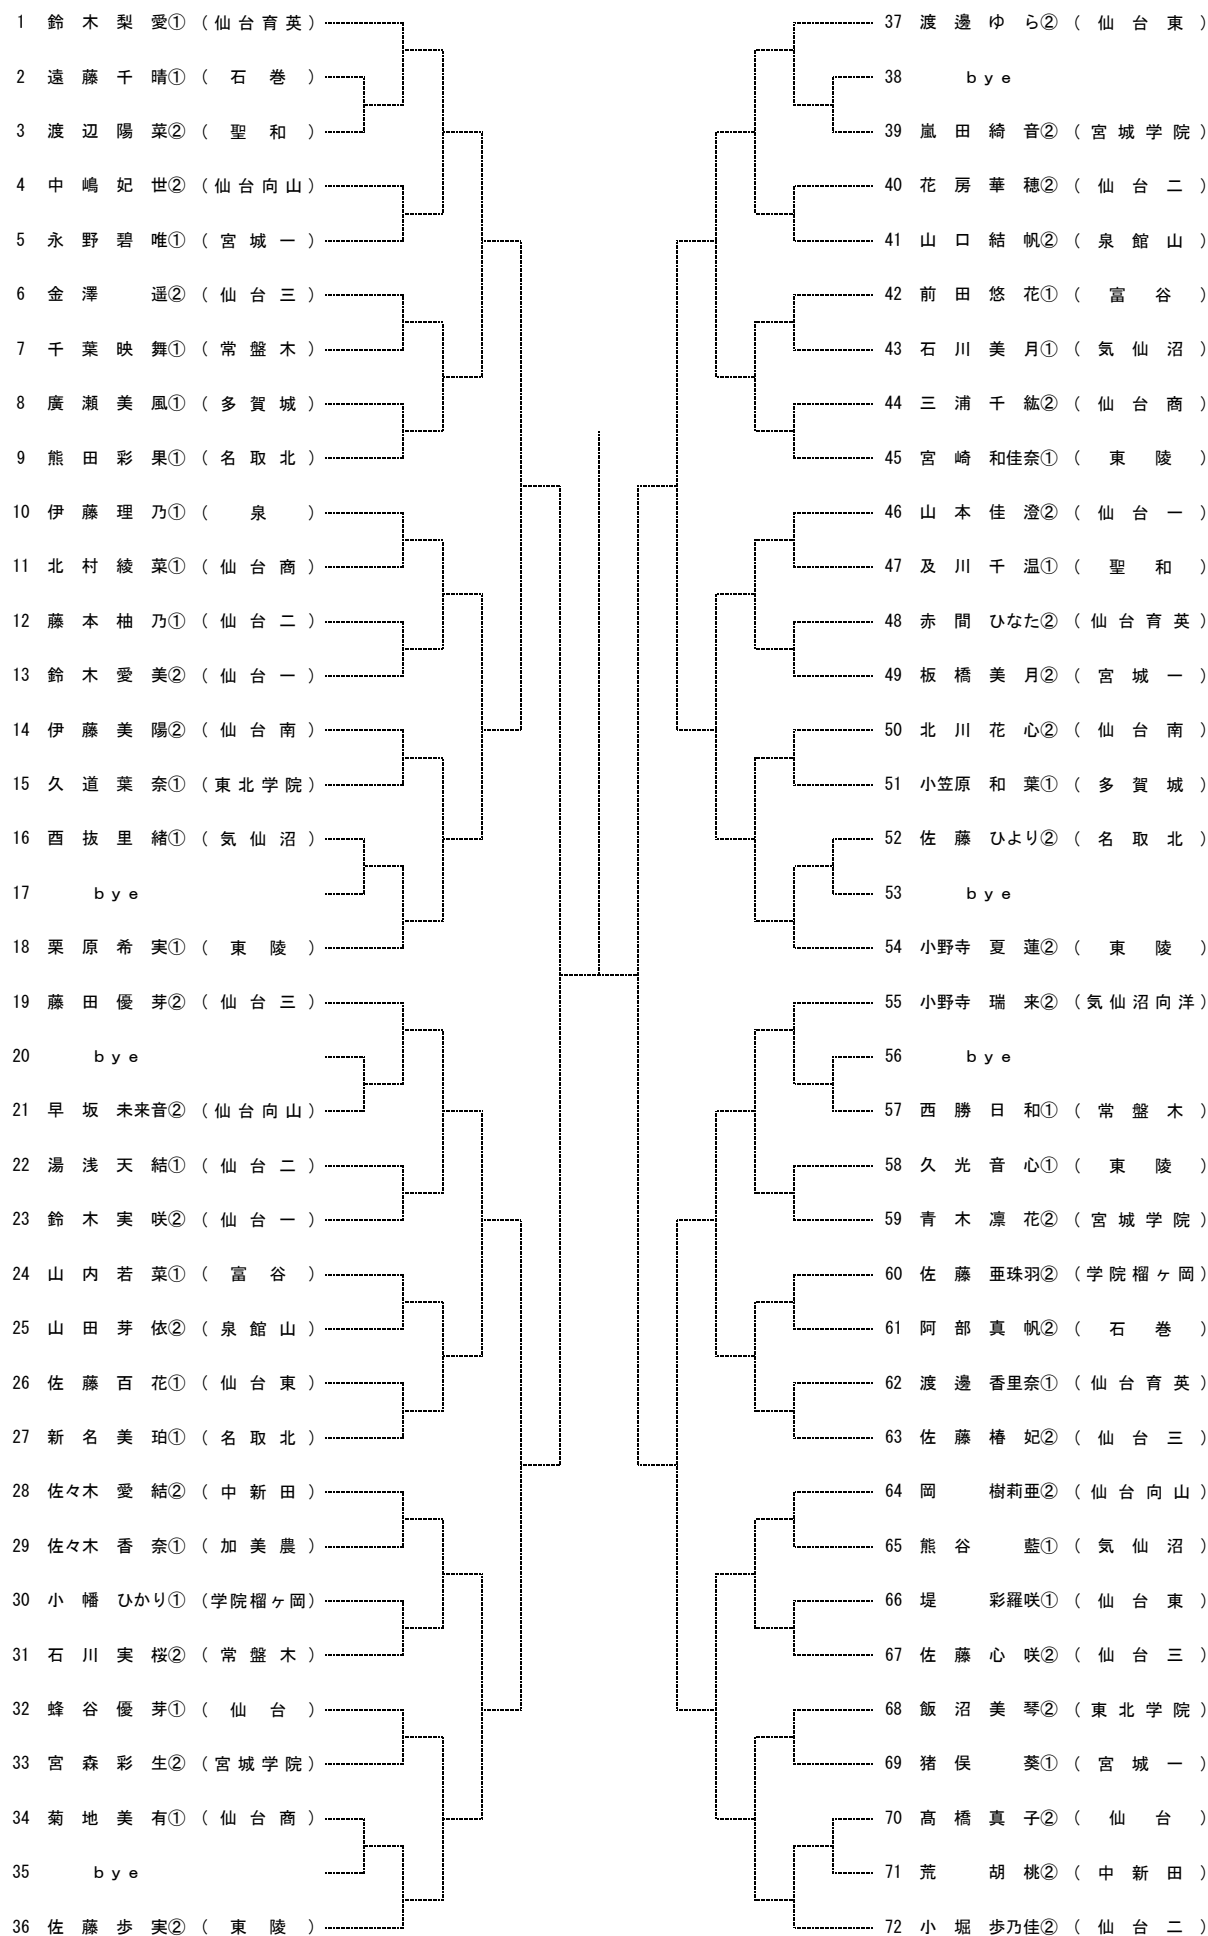 1 鈴木梨愛① (仙台育英)
2 遠藤千晴① (石巻)
3 渡辺陽菜② (聖和)
4 中嶋妃世② (仙台向山)
5 永野碧唯① (宮城一)
6 金澤 遥② (仙台三)
7 千葉映舞① (常盤木)
8 廣瀬美風① (多賀城)
9 熊田彩果① (名取北)
10 伊藤理乃① (泉)
11 北村綾菜① (仙台商)
12 藤本柚乃① (仙台二)
13 鈴木愛美② (仙台一)
14 伊藤美陽② (仙台南)
15 久道葉奈① (東北学院)
16 酉抜里緒① (気仙沼)
17 bye
18 栗原希実① (東陵)
19 藤田優芽② (仙台三)
20 bye
21 早坂未来音② (仙台向山)
22 湯浅天結① (仙台二)
23 鈴木実咲② (仙台一)
24 山内若菜① (富谷)
25 山田芽依② (泉館山)
26 佐藤百花① (仙台東)
27 新名美珀① (名取北)
28 佐々木愛結② (中新田)
29 佐々木香奈① (加美農)
30 小幡ひかり① (学院榴ヶ岡)
31 石川実桜② (常盤木)
32 蜂谷優芽① (仙台)
33 宮森彩生② (宮城学院)
34 菊地美有① (仙台商)
35 bye
36 佐藤歩実② (東陵)
37 渡邊ゆら② (仙台東)
38 bye
39 嵐田綺音② (宮城学院)
40 花房華穂② (仙台二)
41 山口結帆② (泉館山)
42 前田悠花① (富谷)
43 石川美月① (気仙沼)
44 三浦千紘② (仙台商)
45 宮崎和佳奈① (東陵)
46 山本佳澄② (仙台一)
47 及川千温① (聖和)
48 赤間ひなた② (仙台育英)
49 板橋美月② (宮城一)
50 北川花心② (仙台南)
51 小笠原和葉① (多賀城)
52 佐藤ひより② (名取北)
53 bye
54 小野寺夏蓮② (東陵)
55 小野寺瑞来② (気仙沼向洋)
56 bye
57 西勝日和① (常盤木)
58 久光音心① (東陵)
59 青木凛花② (宮城学院)
60 佐藤亜珠羽② (学院榴ヶ岡)
61 阿部真帆② (石巻)
62 渡邊香里奈① (仙台育英)
63 佐藤椿妃② (仙台三)
64 岡 樹莉亜② (仙台向山)
65 熊谷 藍① (気仙沼)
66 堤 彩羅咲① (仙台東)
67 佐藤心咲② (仙台三)
68 飯沼美琴② (東北学院)
69 猪俣 葵① (宮城一)
70 髙橋真子② (仙台)
71 荒 胡桃② (中新田)
72 小堀歩乃佳② (仙台二)